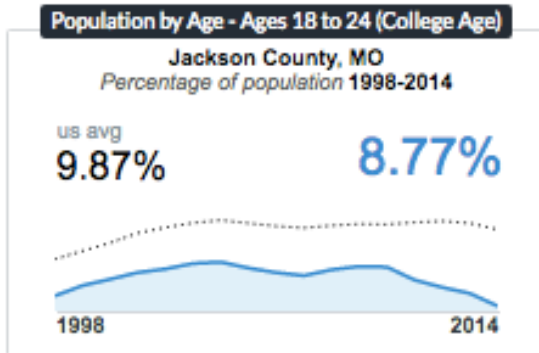 Population by Age - Ages 18 to 24 (College Age)
Jackson County, MO
Percentage of population 1998-2014
us avg
9.87%
8.77%
1998
2014